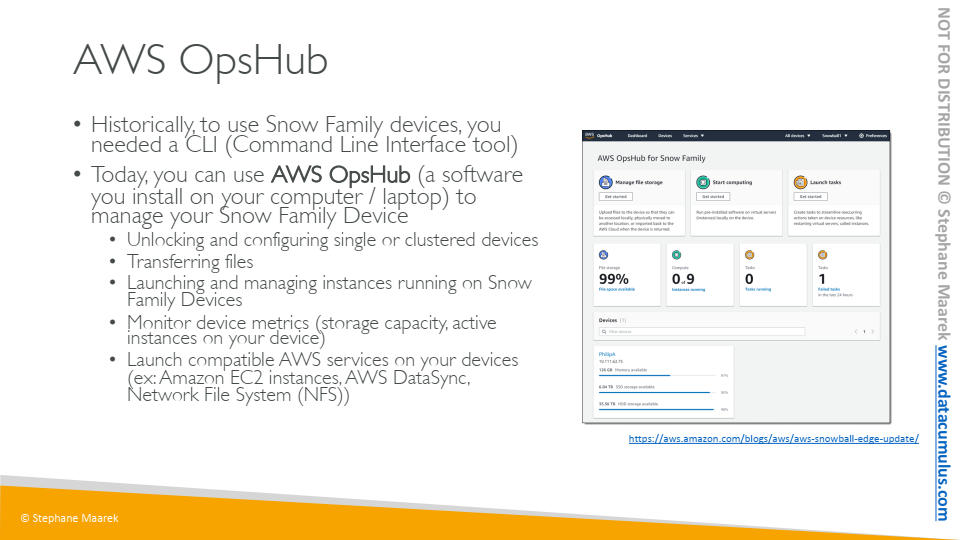 AWS OpsHub
• Historically, to use Snow Family devices, you
needed a CLI (Command Line Interface tool)
• Today, you can use AWS OpsHub (a software
you install on your computer / laptop) to
manage your Snow Family Device
• Unlocking and configuring single or clustered devices
• Transferring files
• Launching and managing instances running on Snow
Family Devices
• Monitor device metrics (storage capacity, active
instances on your device)
• Launch compatible AWS services on your devices
(ex: Amazon EC2 instances, AWS DataSync,
Network File System (NFS))
aws OpsHub Dashboard Devices Services All devices Snowball1 Preferences
AWS OpsHub for Snow Family
Manage file storage
Get started
Upload files to the device so that they can
be accessed locally, physically moved to
another location, or imported back to the
AWS Cloud when the device is returned.
Start computing
Get started
Run pre-installed software on virtual servers
(instances) locally on the device.
Launch tasks
Get started
Create tasks to streamline reoccurring
actions taken on device resources, like
restarting virtual servers, called instances.
File storage
99%
File space available
Compute
0 of 9
Instances running
Tasks
0
Tasks running
Tasks
1
Failed tasks
in the last 24 hours
Devices (1)
Filter devices
1
PhilipA
126 GB Memory available
6.04 TB SSD storage available
35.56 TB HDD storage available
https://aws.amazon.com/blogs/aws/aws-snowball-edge-update/
© Stephane Maarek
NOT FOR DISTRIBUTION © Stephane Maarek www.datacumulus.com